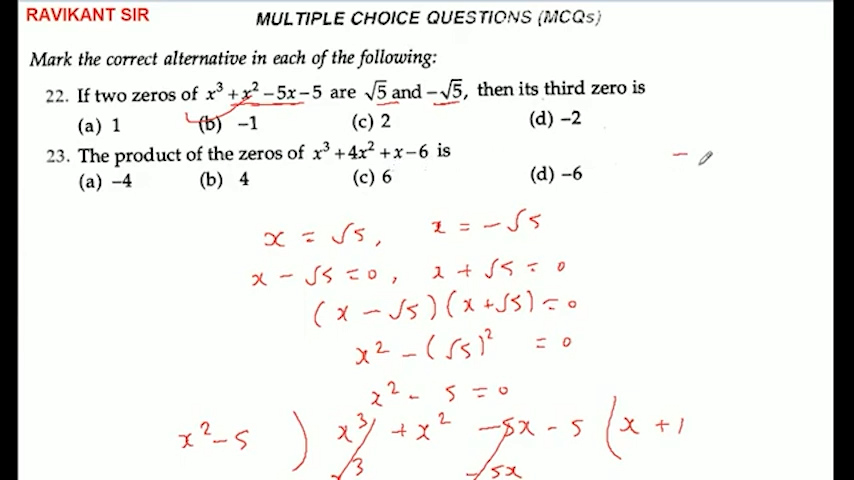 RAVIKANT SIR
MULTIPLE CHOICE QUESTIONS (MCQs)
Mark the correct alternative in each of the following:
22. If two zeros of x³ + x² − 5x − 5 are √5 and −√5, then its third zero is
(a) 1 (b) −1 (c) 2 (d) −2
23. The product of the zeros of x³ + 4x² + x − 6 is
(a) −4 (b) 4 (c) 6 (d) −6
−
x = √5, x = −√5
x − √5 = 0, x + √5 = 0
(x − √5)(x + √5) = 0
x² − (√5)² = 0
x² − 5 = 0
x² − 5 ) x³ + x² − 5x − 5 ( x + 1
−5x